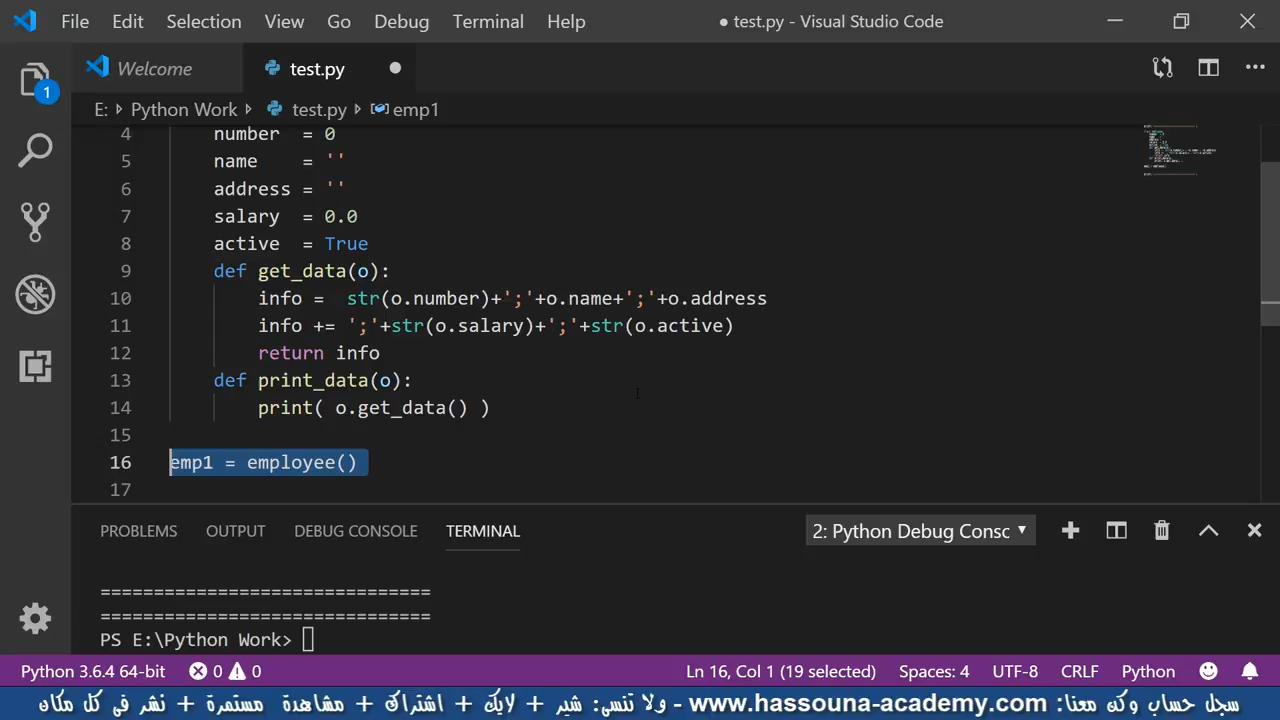 File Edit Selection View Go Debug Terminal Help ● test.py - Visual Studio Code
Welcome test.py
E: Python Work test.py emp1
1
4 number = 0
5 name = ''
6 address = ''
7 salary = 0.0
8 active = True
9 def get_data(o):
10 info = str(o.number)+';'+o.name+';'+o.address
11 info += ';'+str(o.salary)+';'+str(o.active)
12 return info
13 def print_data(o):
14 print( o.get_data() )
15
16 emp1 = employee()
17
PROBLEMS OUTPUT DEBUG CONSOLE TERMINAL 2: Python Debug Consc
==============================
==============================
PS E:\Python Work>
Python 3.6.4 64-bit 0 0 Ln 16, Col 1 (19 selected) Spaces: 4 UTF-8 CRLF Python
سجل حساب وكن معنا: www.hassouna-academy.com - ولا تنسى: شير + لايك + اشتراك + مشاهدة مستمرة + نشر في كل مكان